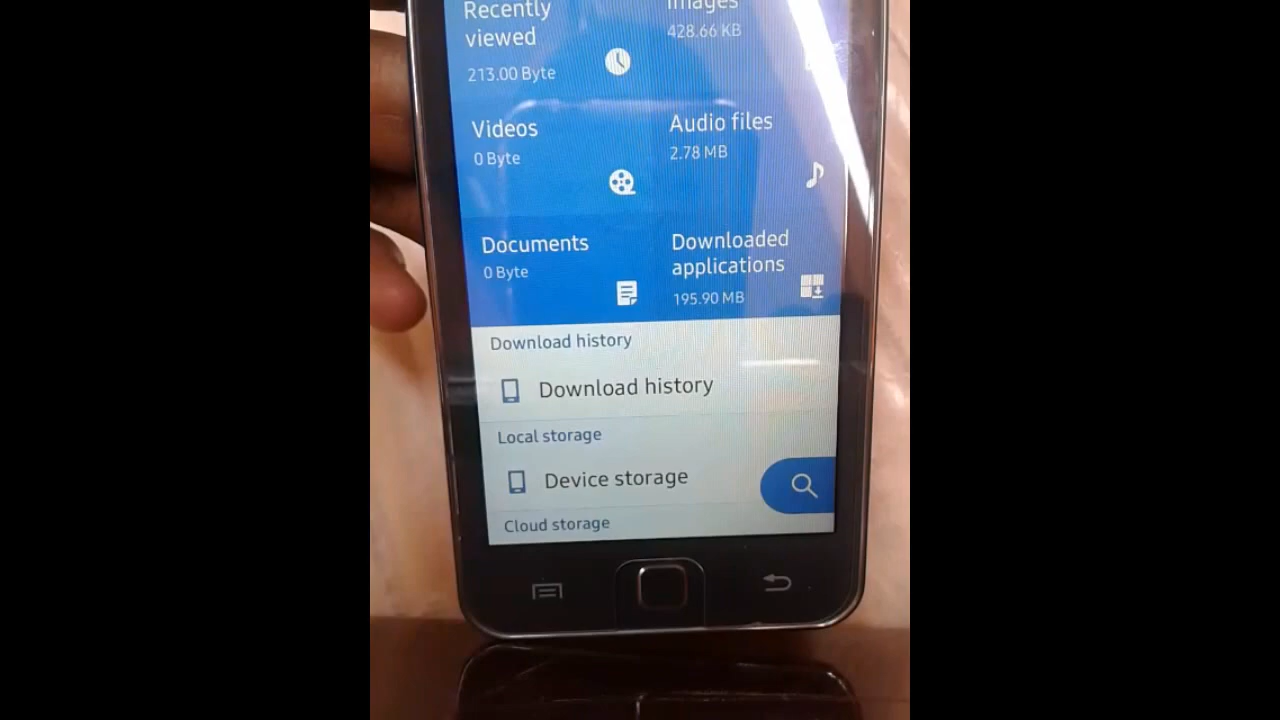 Recently
viewed
213.00 Byte
Images
428.66 KB
Videos
0 Byte
Audio files
2.78 MB
Documents
0 Byte
Downloaded
applications
195.90 MB
Download history
Download history
Local storage
Device storage
Cloud storage